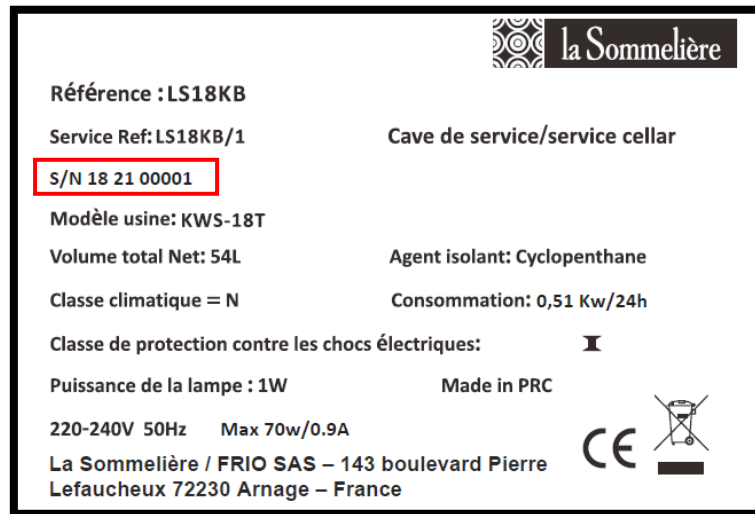 la Sommelière
Référence : LS18KB
Service Ref: LS18KB/1 Cave de service/service cellar
S/N 18 21 00001
Modèle usine: KWS-18T
Volume total Net: 54L Agent isolant: Cyclopenthane
Classe climatique = N Consommation: 0,51 Kw/24h
Classe de protection contre les chocs électriques: I
Puissance de la lampe : 1W Made in PRC
220-240V 50Hz Max 70w/0.9A
CE
La Sommelière / FRIO SAS – 143 boulevard Pierre
Lefaucheux 72230 Arnage – France